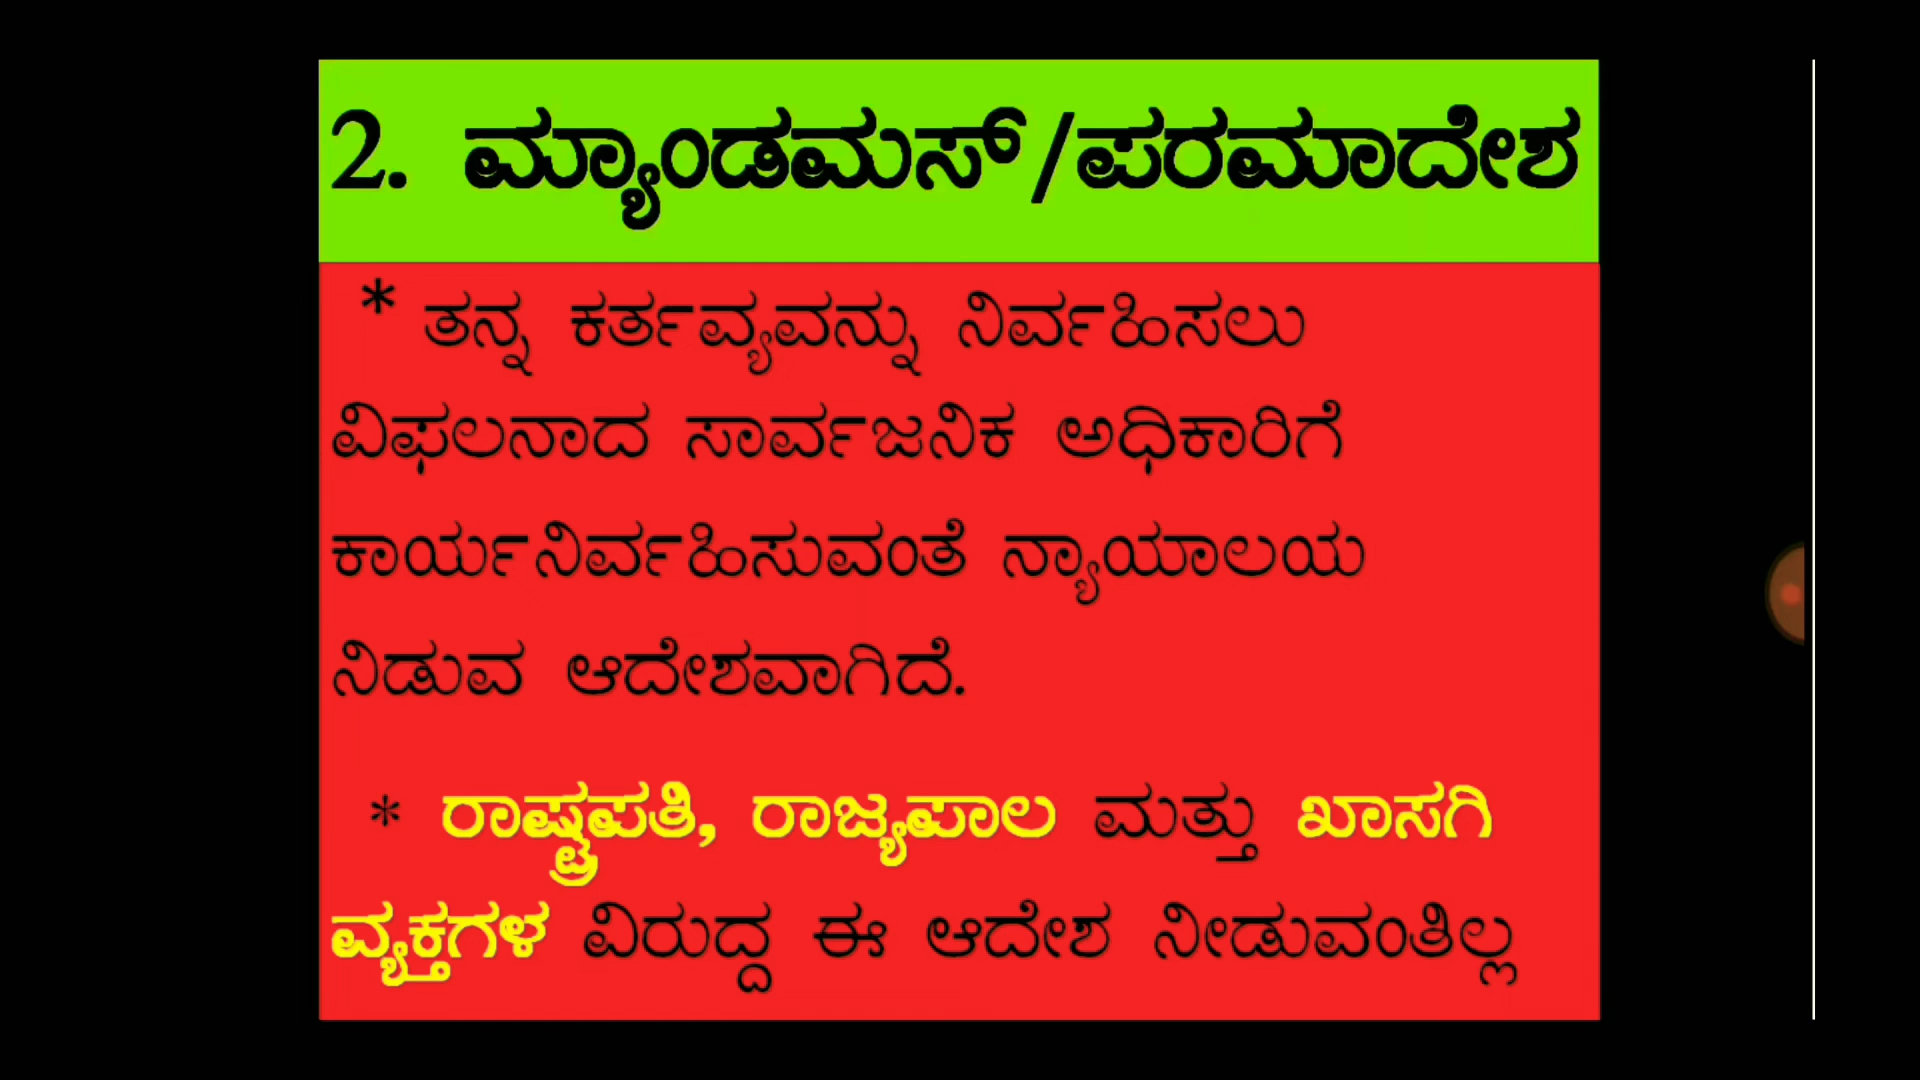 2. ಮ್ಯಾಂಡಮಸ್/ಪರಮಾದೇಶ
* ತನ್ನ ಕರ್ತವ್ಯವನ್ನು ನಿರ್ವಹಿಸಲು
ವಿಫಲನಾದ ಸಾರ್ವಜನಿಕ ಅಧಿಕಾರಿಗೆ
ಕಾರ್ಯನಿರ್ವಹಿಸುವಂತೆ ನ್ಯಾಯಾಲಯ
ನಿಡುವ ಆದೇಶವಾಗಿದೆ.
* ರಾಷ್ಟ್ರಪತಿ, ರಾಜ್ಯಪಾಲ ಮತ್ತು ಖಾಸಗಿ
ವ್ಯಕ್ತಗಳ ವಿರುದ್ದ ಈ ಆದೇಶ ನೀಡುವಂತಿಲ್ಲ